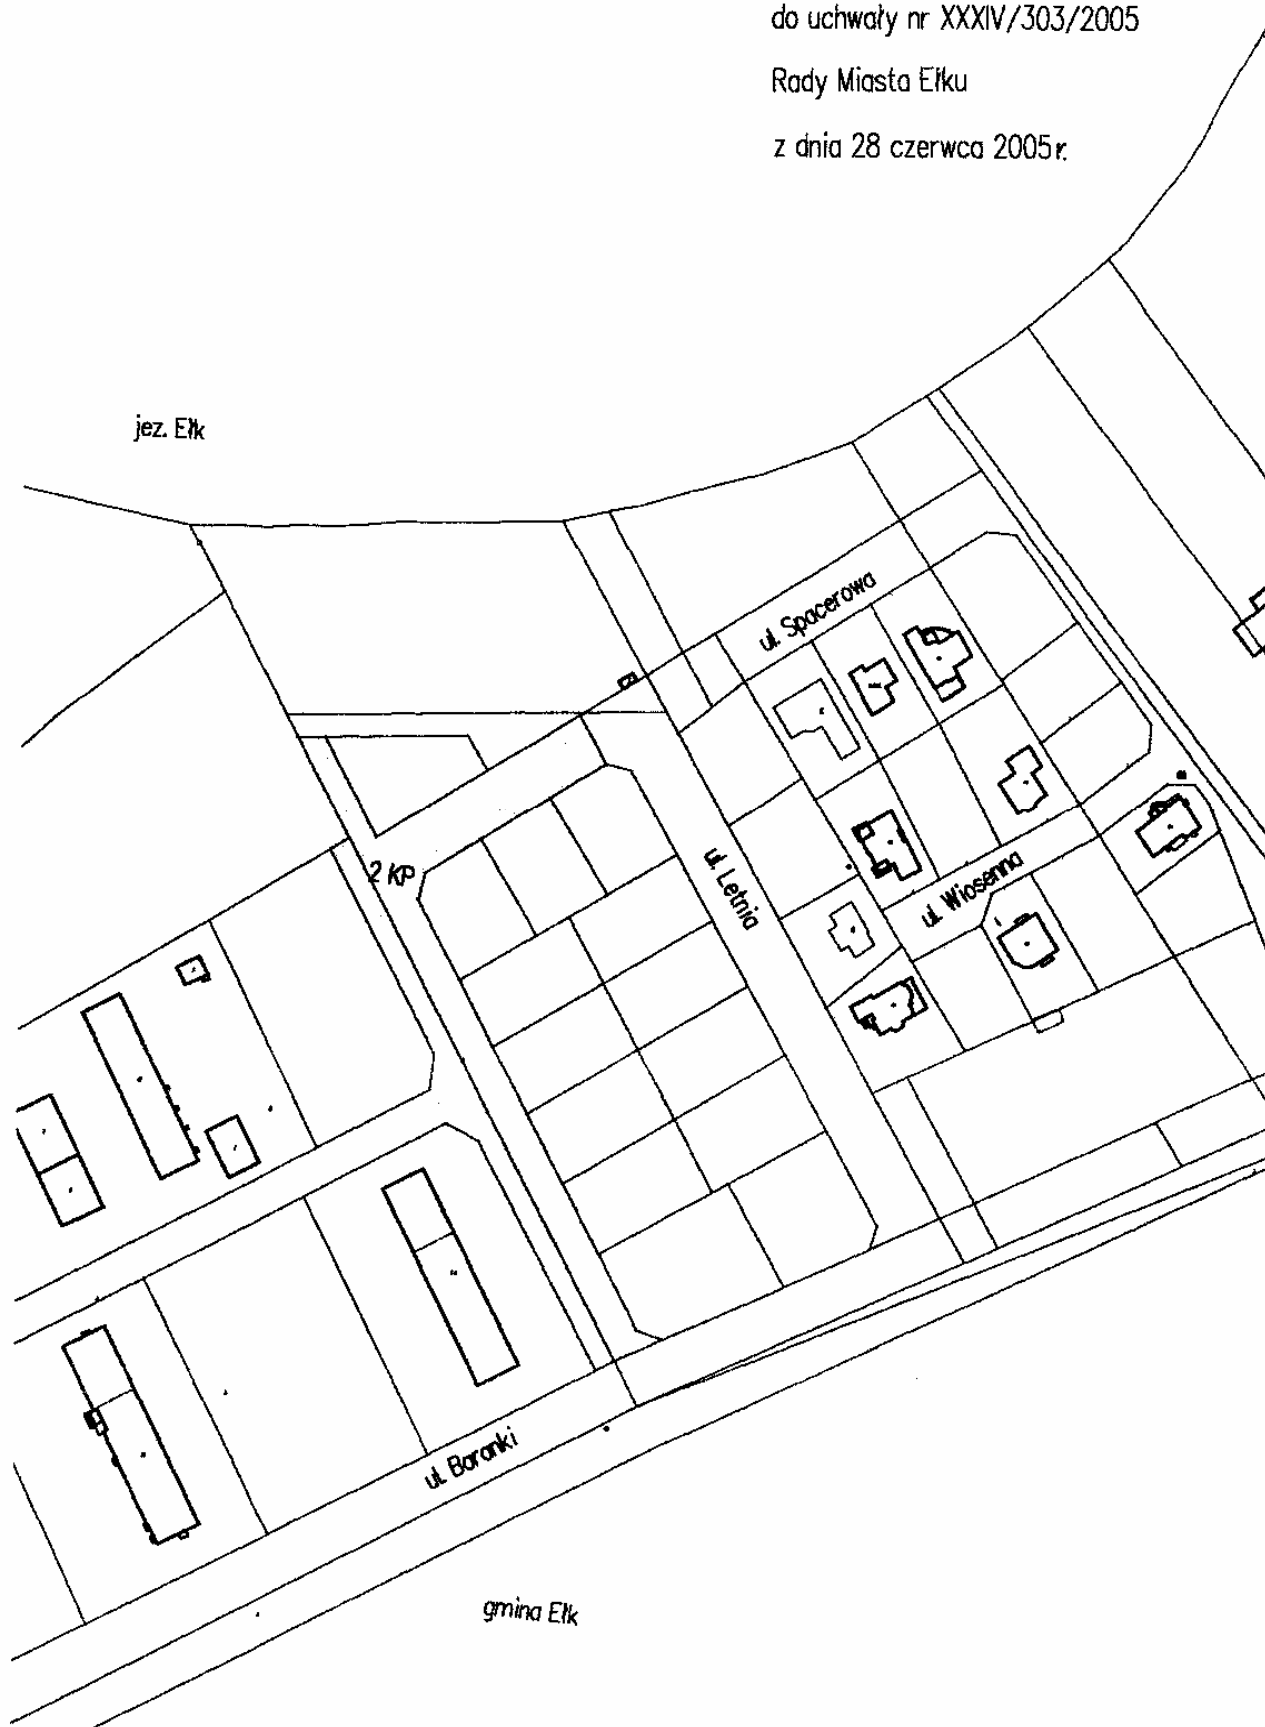 do uchwały nr XXXIV/303/2005
Rady Miasta Ełku
z dnia 28 czerwca 2005r.
jez. Ełk
ul. Spacerowa
2 KP
ul. Letnia
ul. Wiosenna
ul. Baranki
gmina Ełk